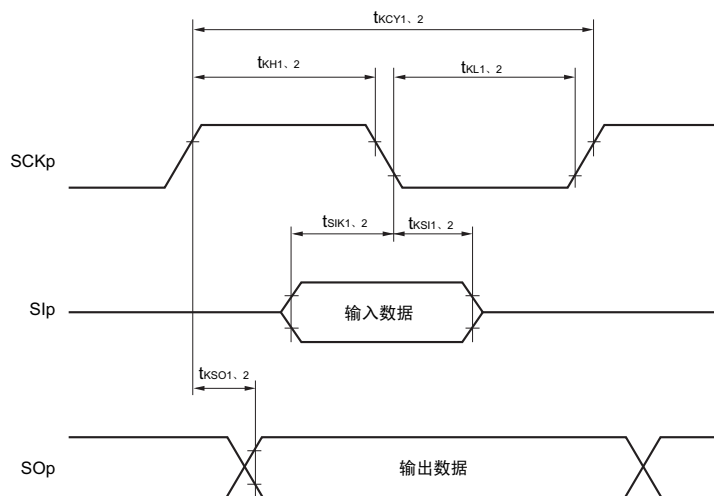 tKCY1、2
tKH1、2
tKL1、2
SCKp
tSIK1、2
tKSI1、2
SIp
输入数据
tKSO1、2
SOp
输出数据